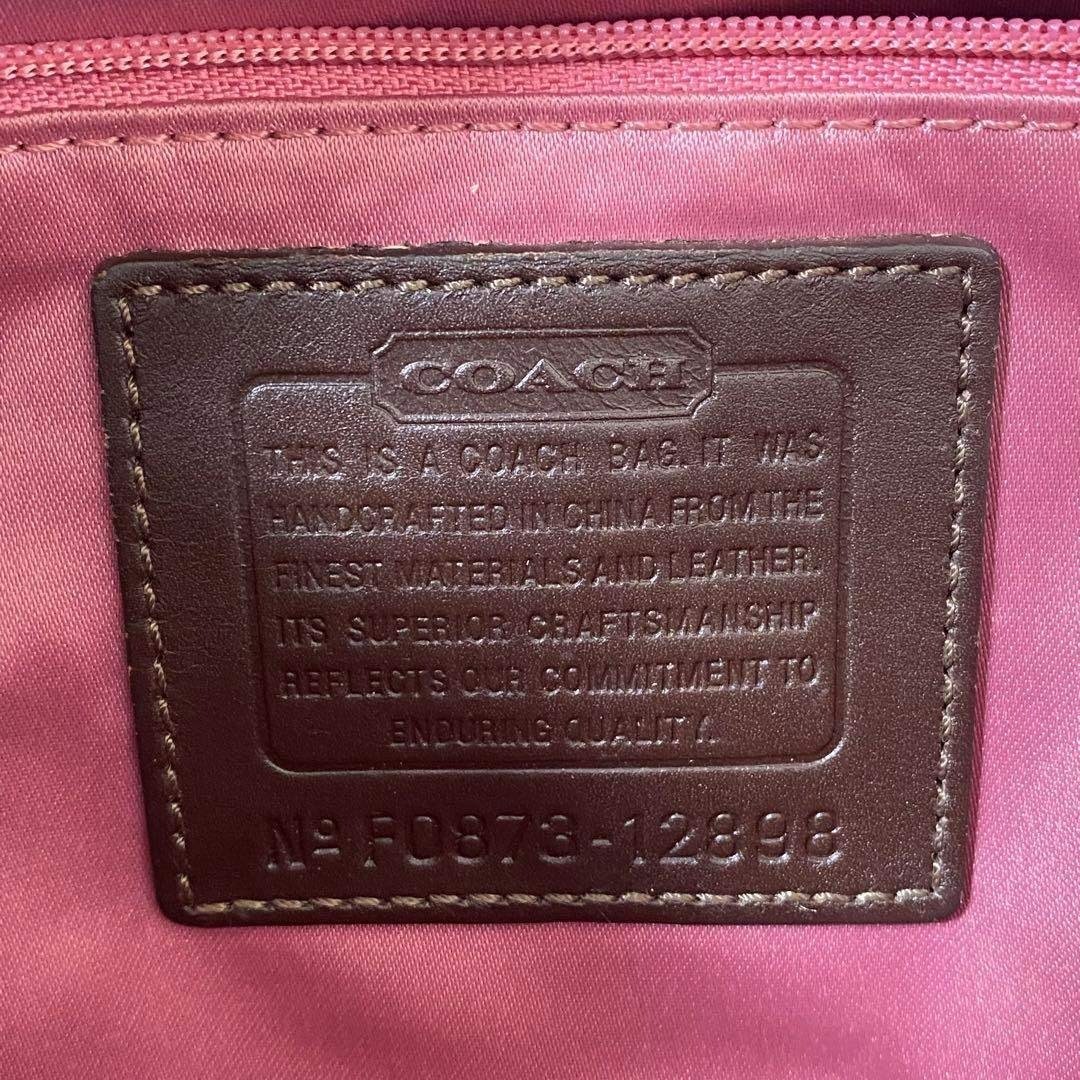 COACH
THIS IS A COACH BAG. IT WAS
HANDCRAFTED IN CHINA FROM THE
FINEST MATERIALS AND LEATHER.
ITS SUPERIOR CRAFTSMANSHIP
REFLECTS OUR COMMITMENT TO
ENDURING QUALITY.
Nº F0873-12898